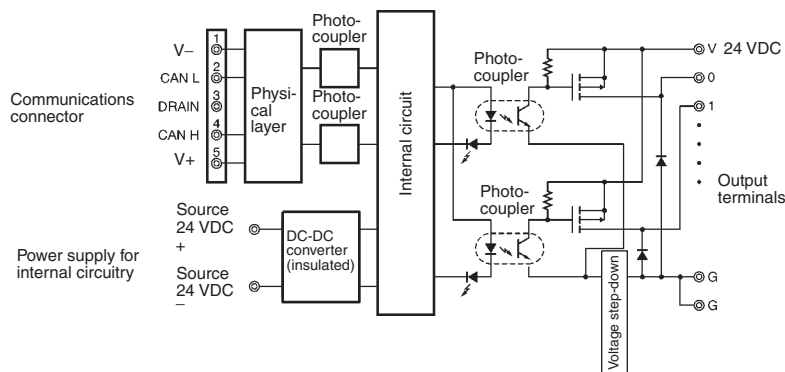 Communications
connector
V–
CAN L
DRAIN
CAN H
V+
1
2
3
4
5
Physi-
cal
layer
Photo-
coupler
Photo-
coupler
Internal circuit
Power supply for
internal circuitry
Source
24 VDC
+
Source
24 VDC
–
DC-DC
converter
(insulated)
Photo-
coupler
Photo-
coupler
Voltage step-down
V 24 VDC
0
1
Output
terminals
G
G